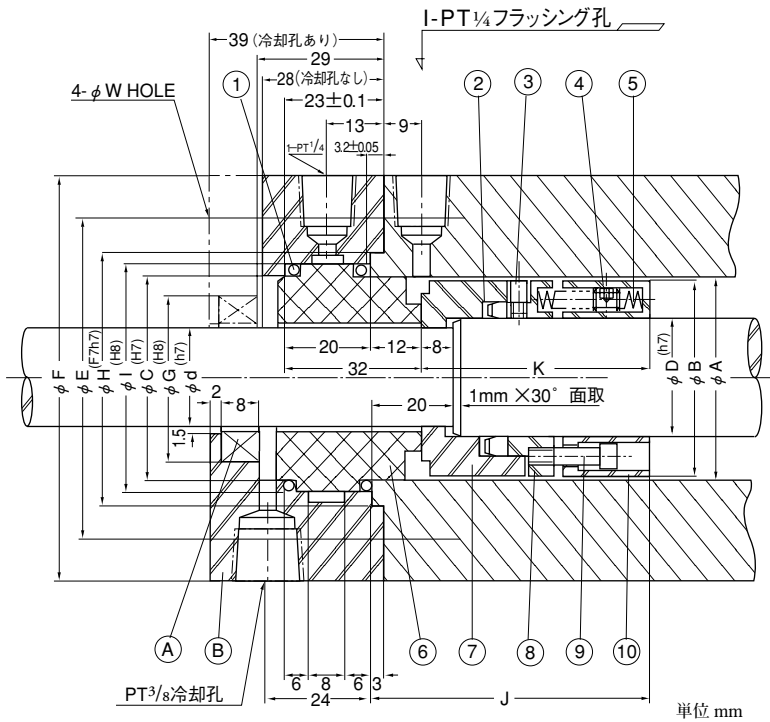 39（冷却孔あり）
I-PT1/4フラッシング孔
29
28（冷却孔なし）
4-φW HOLE
①
23±0.1
②
③
④
⑤
13
9
1-PT1/4
3.2±0.05
φF
φE
φH(F7h7)
φI(H8)
φC(H7)
φG(H8)
φd(h7)
20
12
8
K
32
φD(h7)
φB
φA
2
8
20
1mm×30°面取
1.5
Ⓐ
Ⓑ
⑥
⑦
⑧
⑨
⑩
6
8
6
3
24
J
PT3/8冷却孔
単位 mm